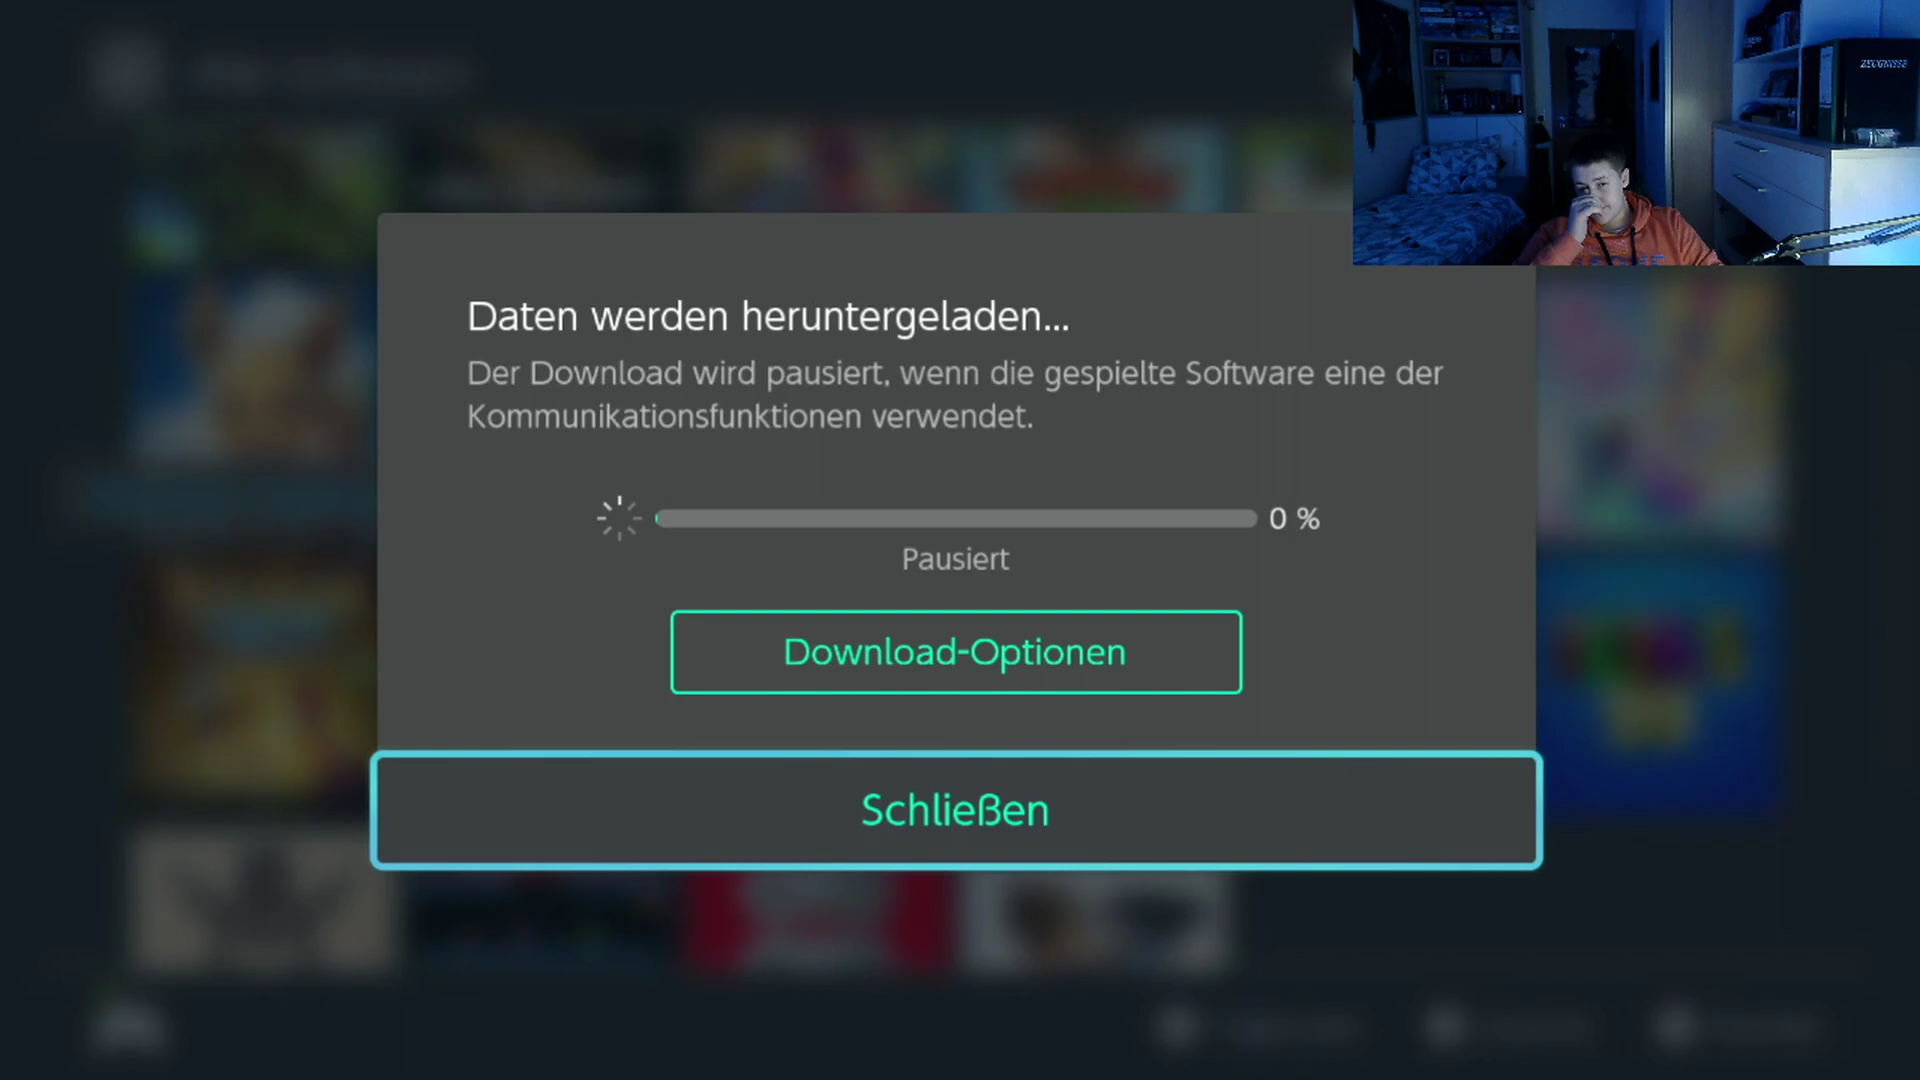 ZEUGNISSE
Daten werden heruntergeladen...
Der Download wird pausiert, wenn die gespielte Software eine der
Kommunikationsfunktionen verwendet.
0 %
Pausiert
Download-Optionen
Schließen